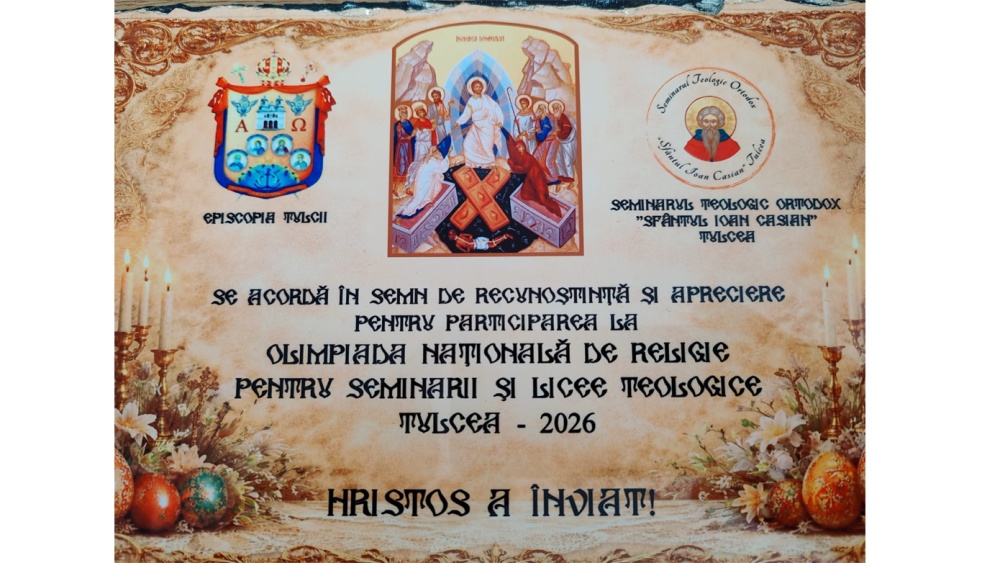 ÎNVIEREA DOMNULUI
Seminarul Teologic Ortodox
"Sfântul Ioan Casian" Tulcea
A Ω
EPISCOPIA TULCII
SEMINARUL TEOLOGIC ORTODOX
"SFÂNTUL IOAN CASIAN"
TULCEA
SE ACORDĂ ÎN SEMN DE RECUNOȘTINȚĂ ȘI APRECIERE
PENTRU PARTICIPAREA LA
OLIMPIADA NAȚIONALĂ DE RELIGIE
PENTRU SEMINARII ȘI LICEE TEOLOGICE
TULCEA - 2026
HRISTOS A ÎNVIAT!